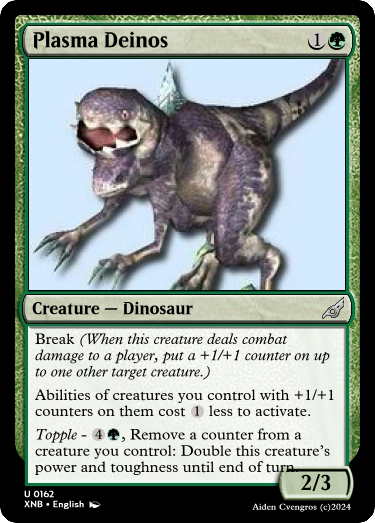 Plasma Deinos 1
Creature — Dinosaur
Break (When this creature deals combat
damage to a player, put a +1/+1 counter on up
to one other target creature.)
Abilities of creatures you control with +1/+1
counters on them cost 1 less to activate.
Topple - 4, Remove a counter from a
creature you control: Double this creature's
power and toughness until end of turn.
2/3
U 0162
XNB • English
Aiden Cvengros (c)2024